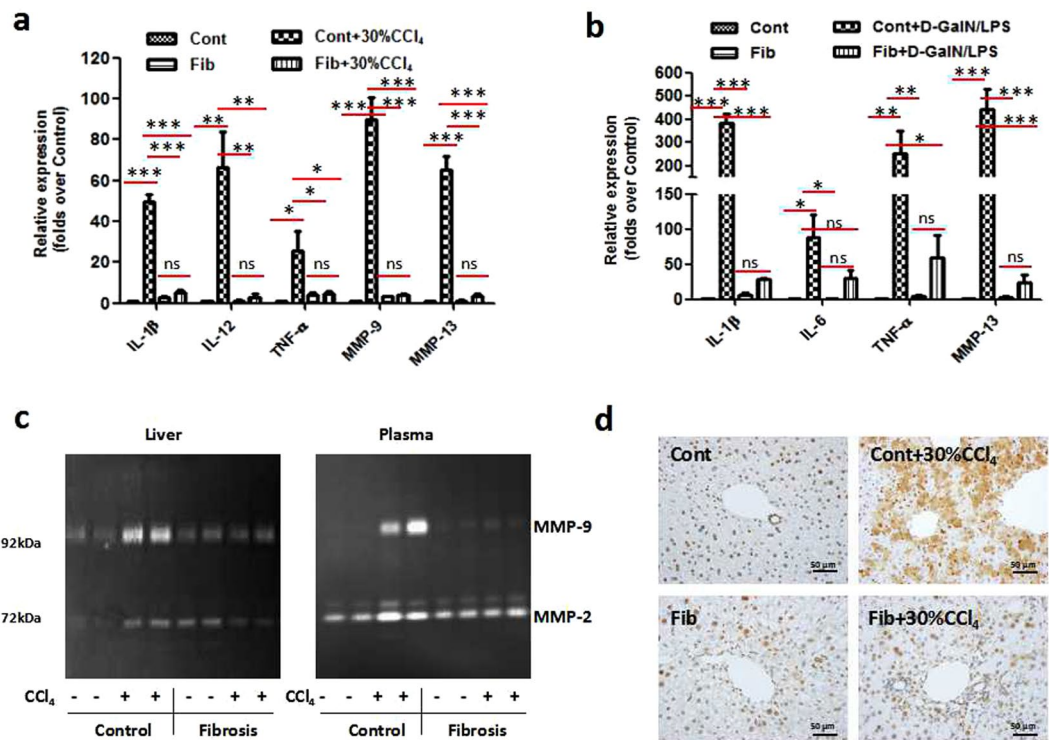 a
Cont
Cont+30%CCl4
Fib
Fib+30%CCl4
Relative expression
(folds over Control)
120
100
80
60
40
20
0
***
***
***
**
**
**
*
*
*
***
***
***
***
***
***
ns
ns
ns
ns
ns
IL-1β
IL-12
TNF-α
MMP-9
MMP-13
b
Cont
Cont+D-GalN/LPS
Fib
Fib+D-GalN/LPS
Relative expression
(folds over Control)
600
500
400
300
200
150
100
50
0
***
***
***
*
*
ns
**
**
*
***
***
***
ns
ns
ns
ns
IL-1β
IL-6
TNF-α
MMP-13
c
Liver
Plasma
92kDa
72kDa
MMP-9
MMP-2
CCl4 - - + + - - + +
Control Fibrosis
CCl4 - - + + - - + +
Control Fibrosis
d
Cont
50 µm
Cont+30%CCl4
50 µm
Fib
50 µm
Fib+30%CCl4
50 µm